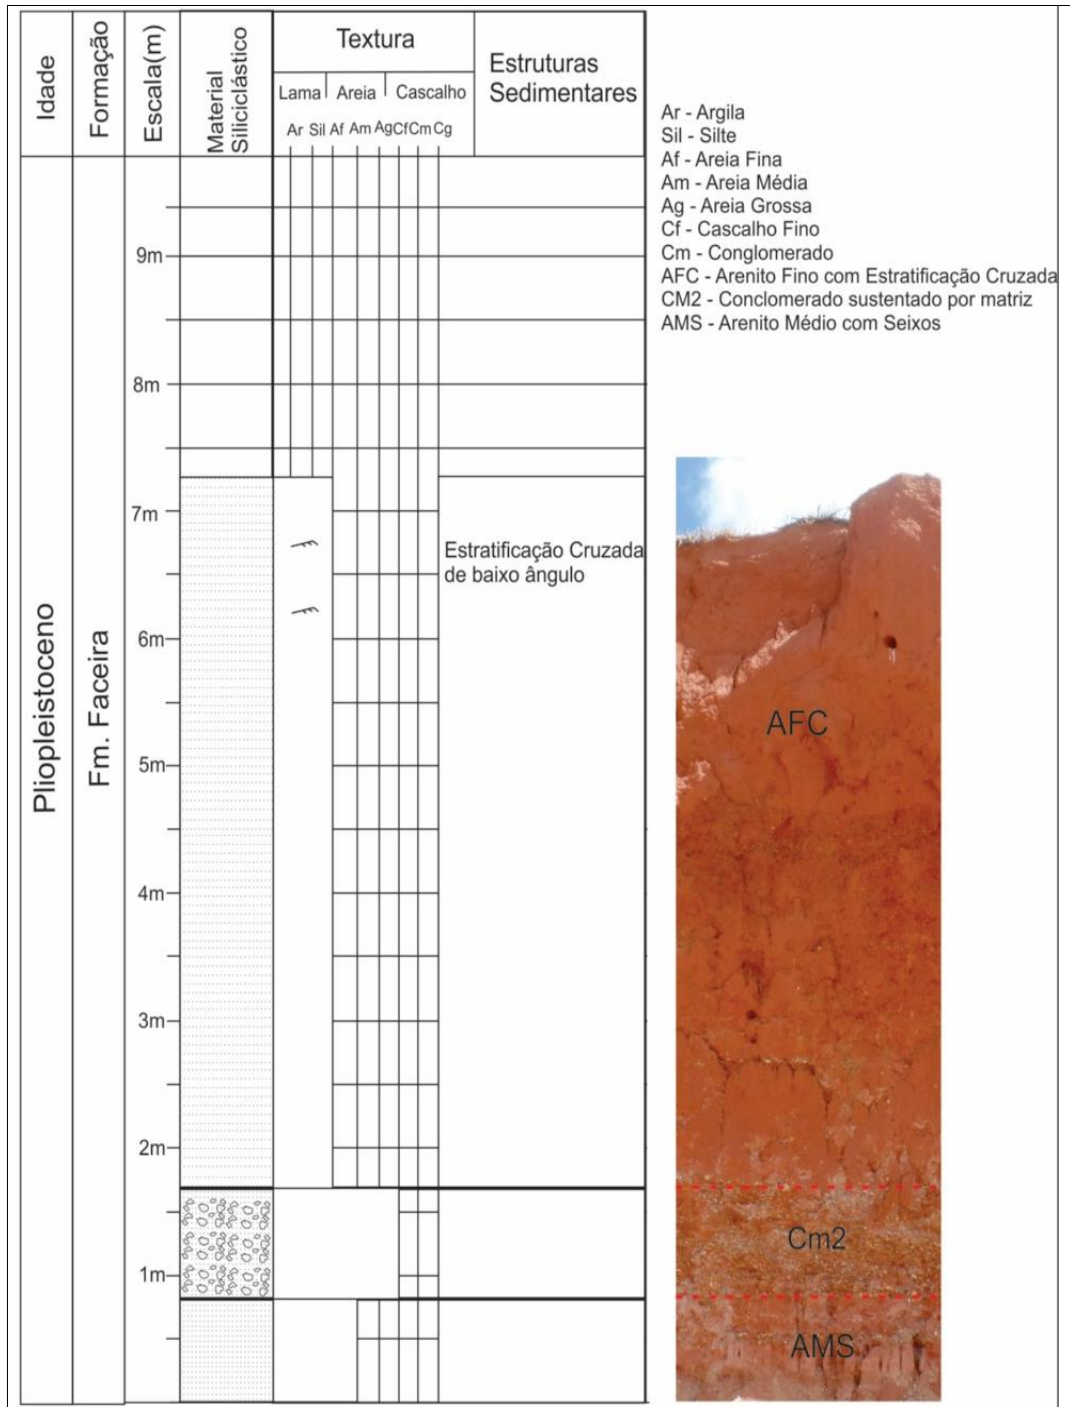 Idade
Formação
Escala(m)
Material
Siliciclástico
Textura
Lama Areia Cascalho
Ar Sil Af Am Ag Cf Cm Cg
Estruturas
Sedimentares
Ar - Argila
Sil - Silte
Af - Areia Fina
Am - Areia Média
Ag - Areia Grossa
Cf - Cascalho Fino
Cm - Conglomerado
AFC - Arenito Fino com Estratificação Cruzada
CM2 - Conclomerado sustentado por matriz
AMS - Arenito Médio com Seixos
Pliopleistoceno
Fm. Faceira
9m
8m
7m
6m
5m
4m
3m
2m
1m
Estratificação Cruzada
de baixo ângulo
AFC
Cm2
AMS